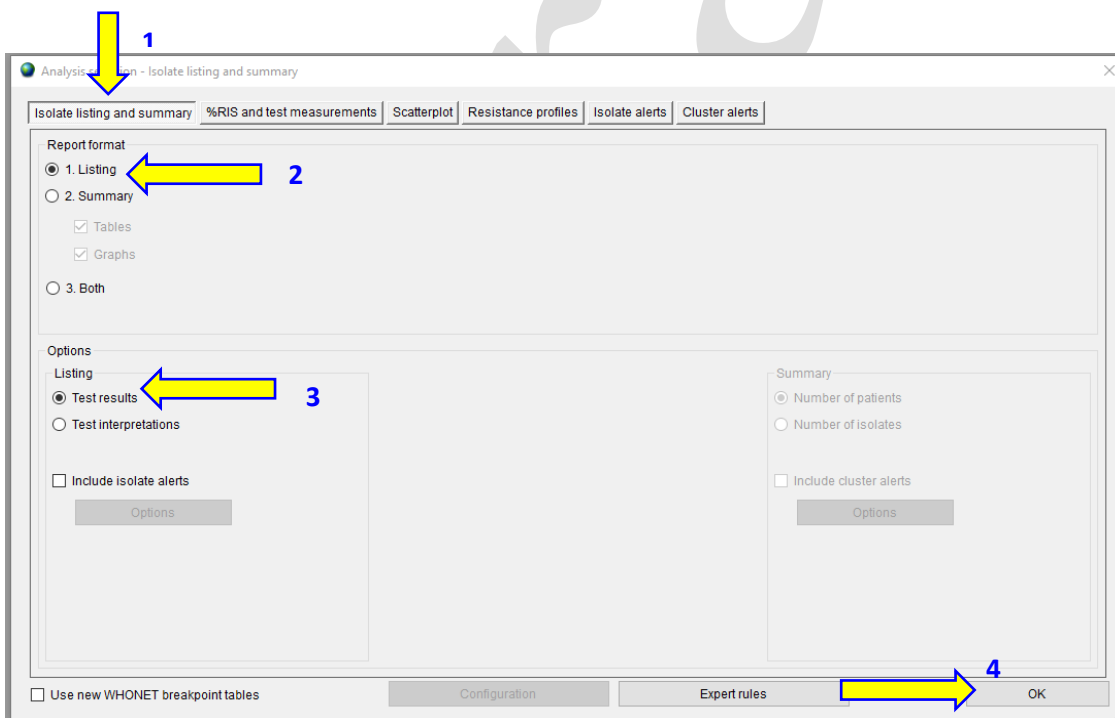 1
Analysis selection - Isolate listing and summary
Isolate listing and summary %RIS and test measurements Scatterplot Resistance profiles Isolate alerts Cluster alerts
Report format
1. Listing
2
2. Summary
Tables
Graphs
3. Both
Options
Listing
Test results
3
Test interpretations
Include isolate alerts
Options
Summary
Number of patients
Number of isolates
Include cluster alerts
Options
4
Use new WHONET breakpoint tables
Configuration
Expert rules
OK